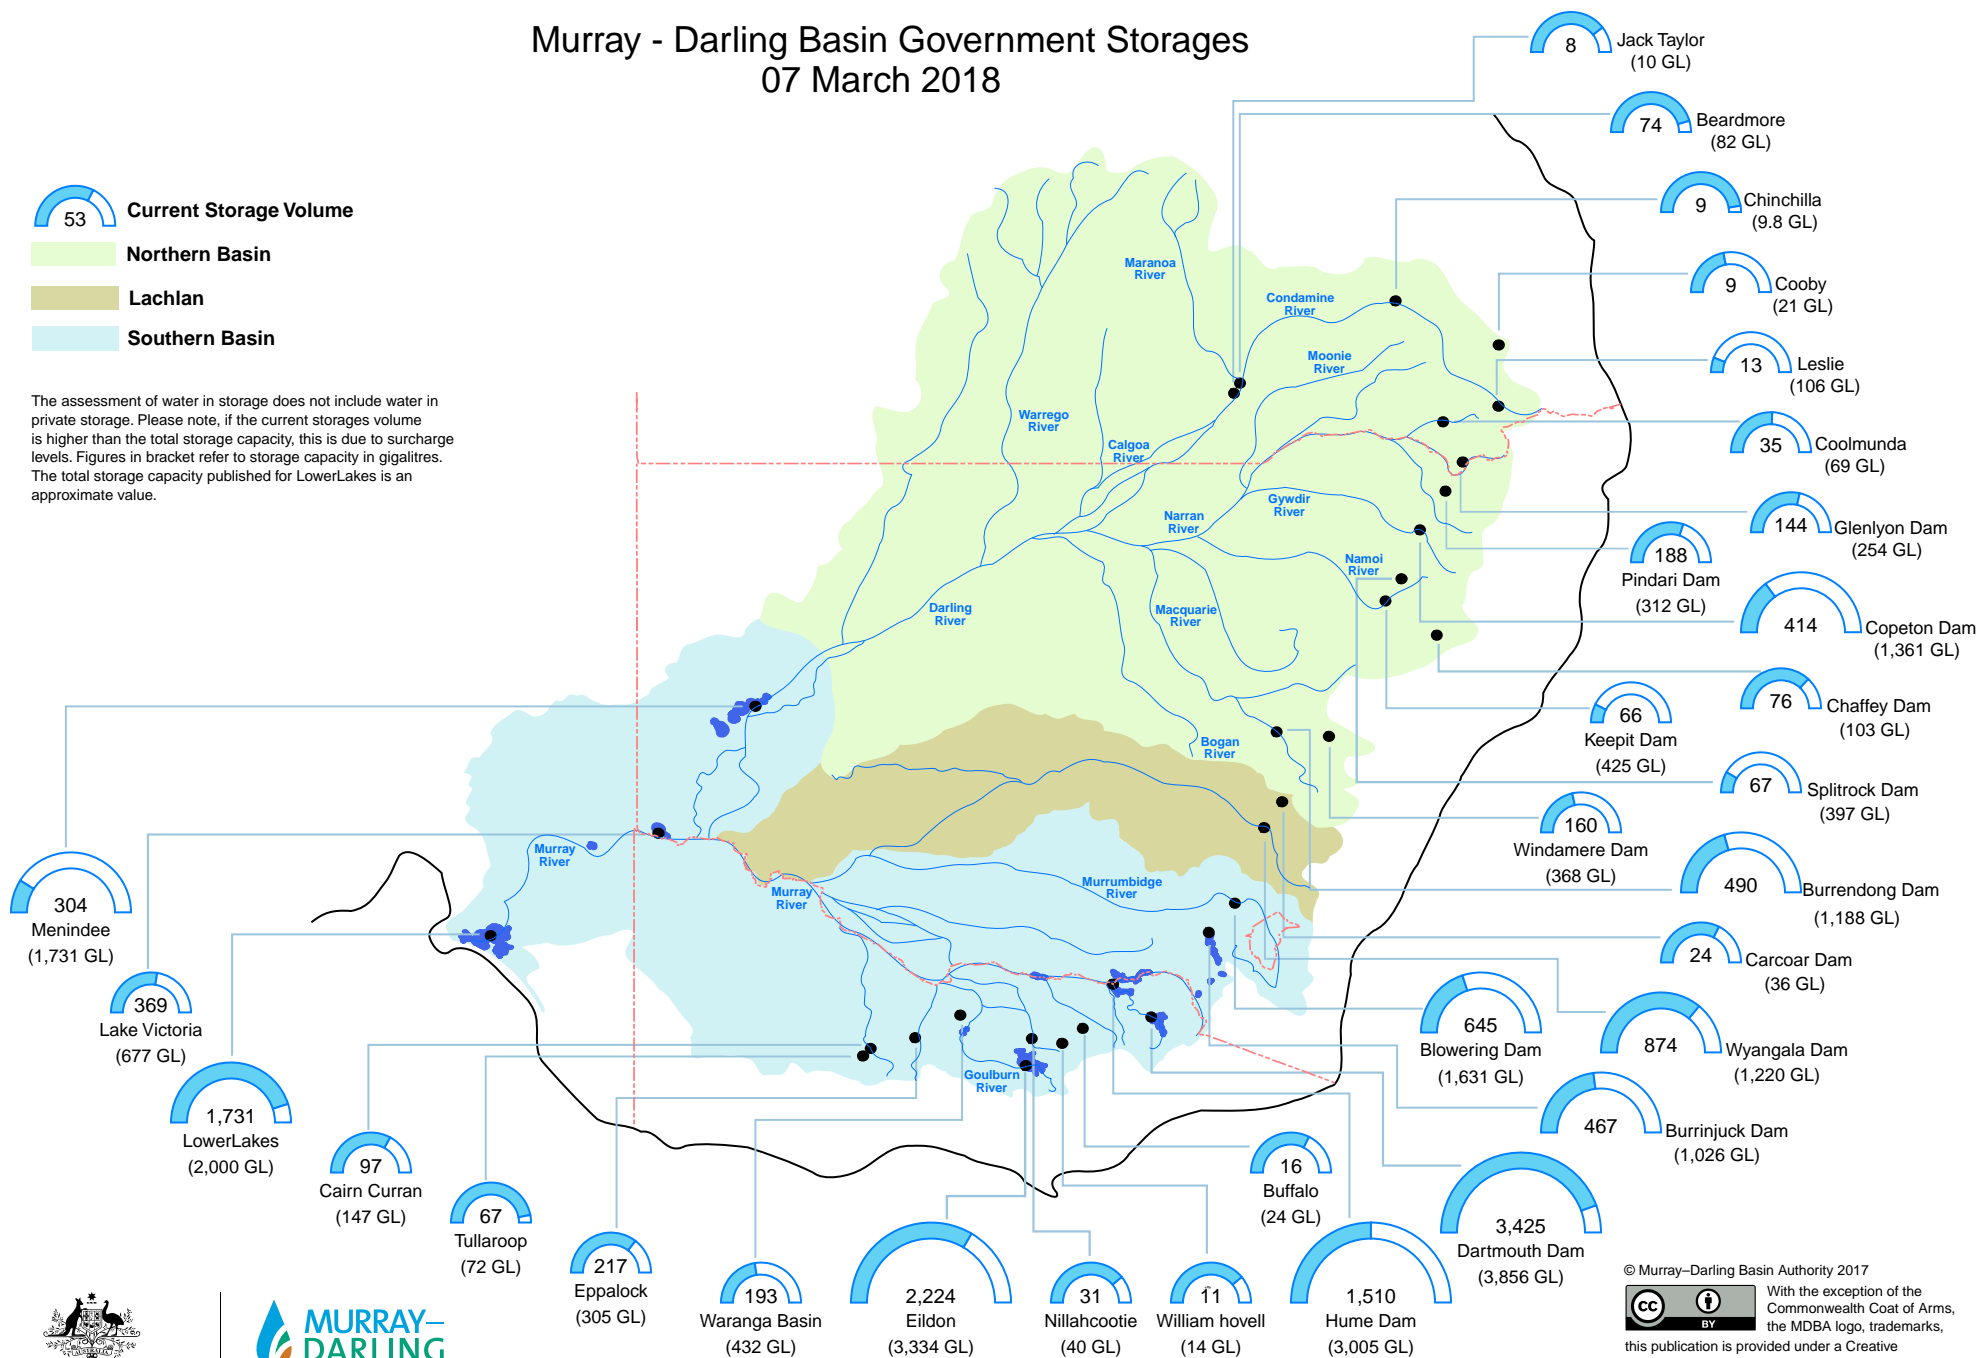 Murray - Darling Basin Government Storages
07 March 2018
53
Current Storage Volume
Northern Basin
Lachlan
Southern Basin
The assessment of water in storage does not include water in
private storage. Please note, if the current storages volume
is higher than the total storage capacity, this is due to surcharge
levels. Figures in bracket refer to storage capacity in gigalitres.
The total storage capacity published for LowerLakes is an
approximate value.
8
Jack Taylor
(10 GL)
74
Beardmore
(82 GL)
9
Chinchilla
(9.8 GL)
9
Cooby
(21 GL)
13
Leslie
(106 GL)
35
Coolmunda
(69 GL)
144
Glenlyon Dam
(254 GL)
188
Pindari Dam
(312 GL)
414
Copeton Dam
(1,361 GL)
76
Chaffey Dam
(103 GL)
66
Keepit Dam
(425 GL)
67
Splitrock Dam
(397 GL)
160
Windamere Dam
(368 GL)
490
Burrendong Dam
(1,188 GL)
24
Carcoar Dam
(36 GL)
645
Blowering Dam
(1,631 GL)
874
Wyangala Dam
(1,220 GL)
467
Burrinjuck Dam
(1,026 GL)
3,425
Dartmouth Dam
(3,856 GL)
Maranoa
River
Condamine
River
Moonie
River
Warrego
River
Calgoa
River
Gywdir
River
Narran
River
Namoi
River
Darling
River
Macquarie
River
Bogan
River
Murray
River
Murray
River
Murrumbidge
River
Goulburn
River
304
Menindee
(1,731 GL)
369
Lake Victoria
(677 GL)
1,731
LowerLakes
(2,000 GL)
97
Cairn Curran
(147 GL)
67
Tullaroop
(72 GL)
217
Eppalock
(305 GL)
193
Waranga Basin
(432 GL)
2,224
Eildon
(3,334 GL)
31
Nillahcootie
(40 GL)
11
William hovell
(14 GL)
16
Buffalo
(24 GL)
1,510
Hume Dam
(3,005 GL)
AUSTRALIA
MURRAY–
DARLING
© Murray–Darling Basin Authority 2017
cc
BY
With the exception of the
Commonwealth Coat of Arms,
the MDBA logo, trademarks,
this publication is provided under a Creative